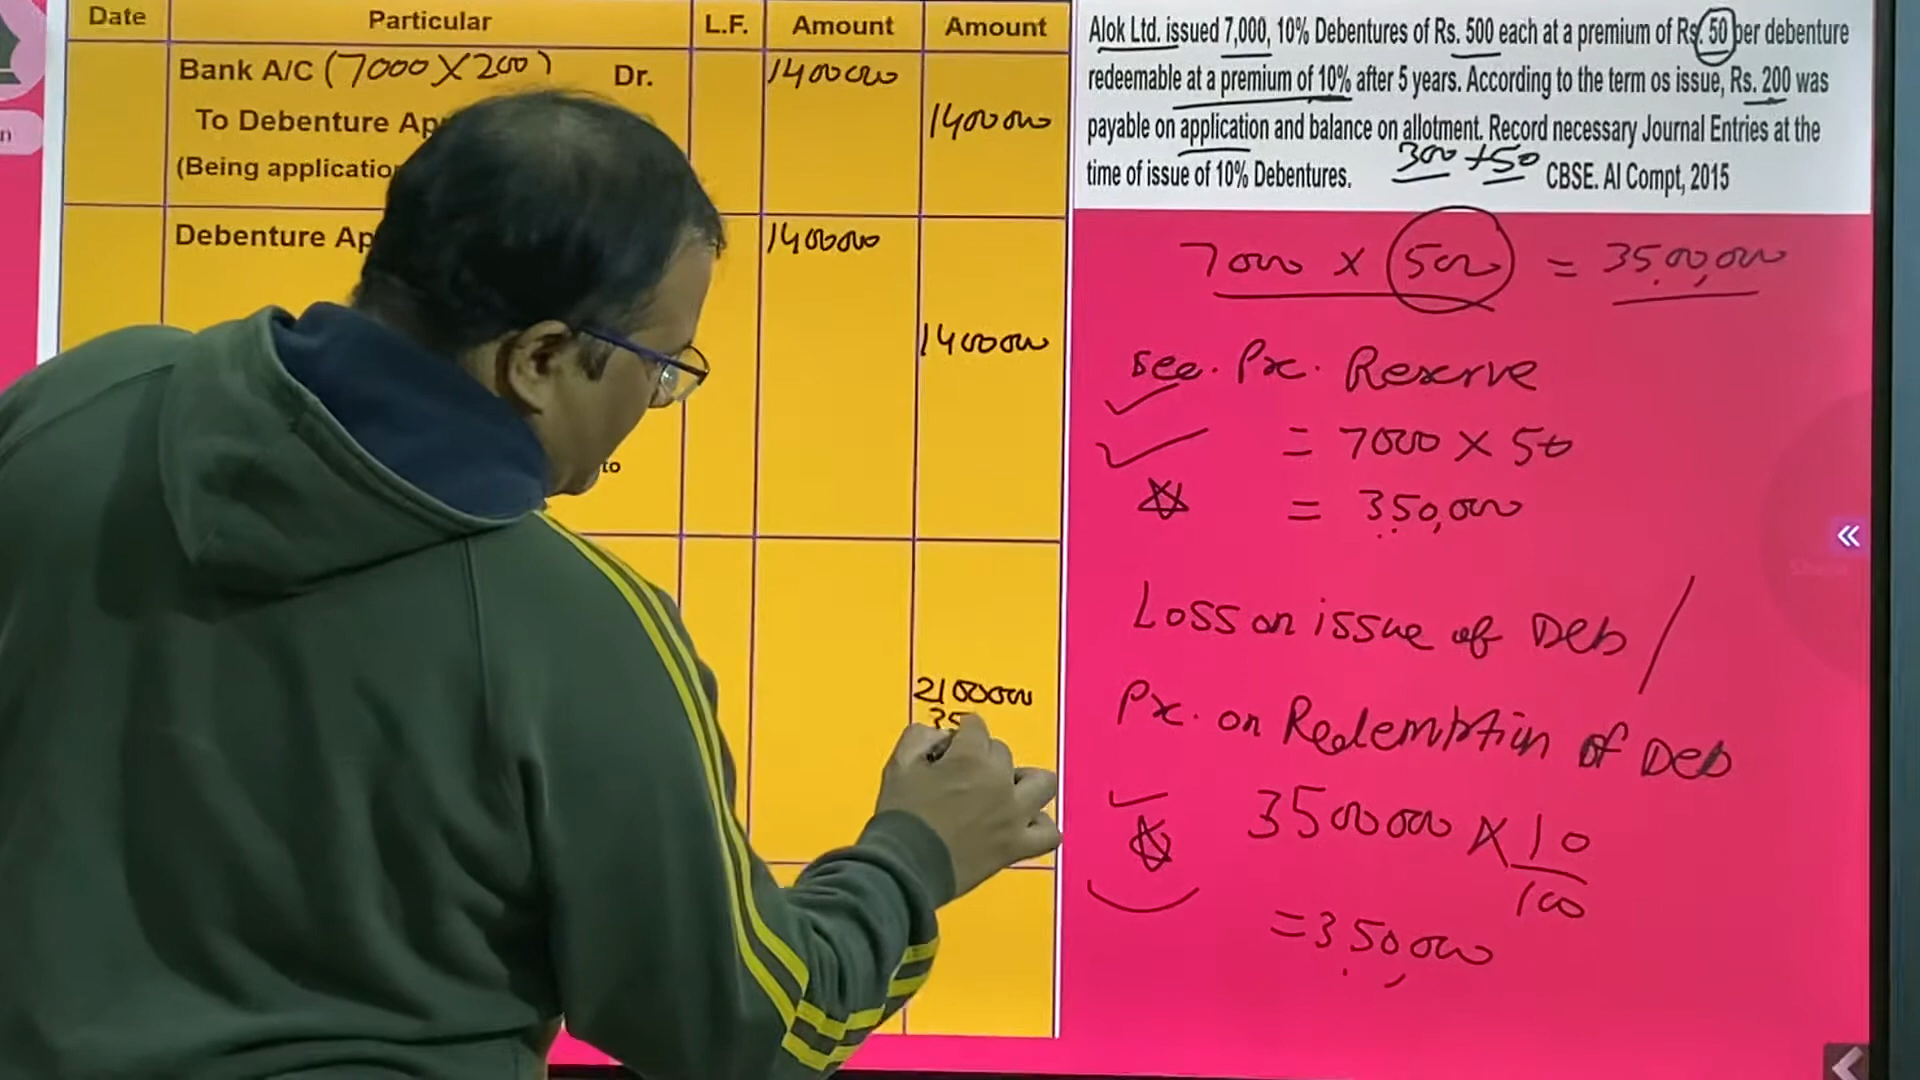 Date Particular L.F. Amount Amount
Bank A/C (7000 X 200) Dr. 1400000
To Debenture Ap 1400000
(Being applicatio
Debenture Ap 1400000
1400000
to
2100000
35
Alok Ltd. issued 7,000, 10% Debentures of Rs. 500 each at a premium of Rs. 50 per debenture
redeemable at a premium of 10% after 5 years. According to the term os issue, Rs. 200 was
payable on application and balance on allotment. Record necessary Journal Entries at the
time of issue of 10% Debentures. 300 + 50 CBSE. AI Compt, 2015
7000 × 500 = 35,00,000
Sec. Pr. Reserve
= 7000 X 50
= 350,000
Loss on issue of Deb /
Pr. on Redemption of Deb
3500000 X 10
100
= 350,000